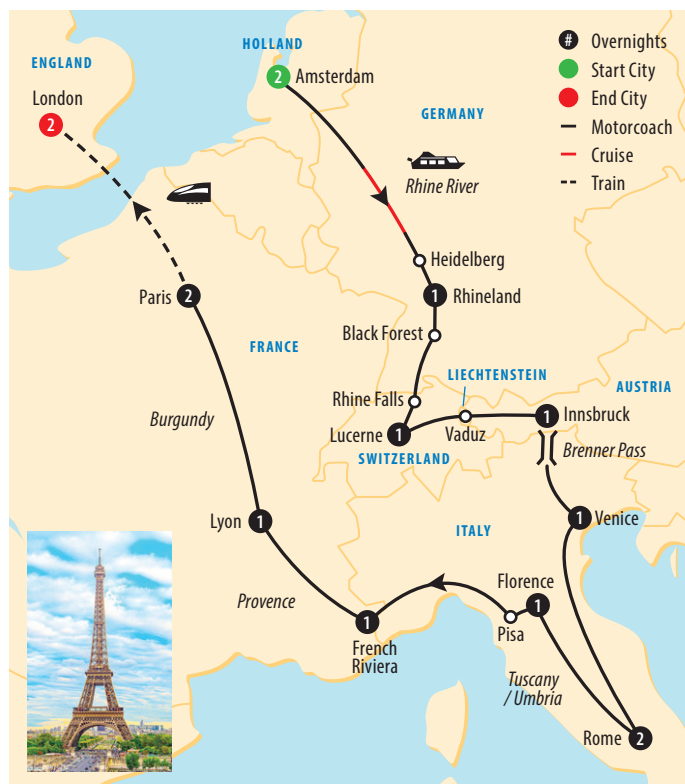 HOLLAND
ENGLAND
2 Amsterdam
London
2
GERMANY
# Overnights
Start City
End City
Motorcoach
Cruise
Train
Rhine River
Heidelberg
Paris 2
1 Rhineland
Black Forest
FRANCE
LIECHTENSTEIN
AUSTRIA
Rhine Falls
Burgundy
1 Innsbruck
Lucerne 1
Vaduz
SWITZERLAND
Brenner Pass
Lyon 1
1 Venice
ITALY
Florence
1
Provence
Pisa
1
French
Riviera
Tuscany
/ Umbria
Rome 2